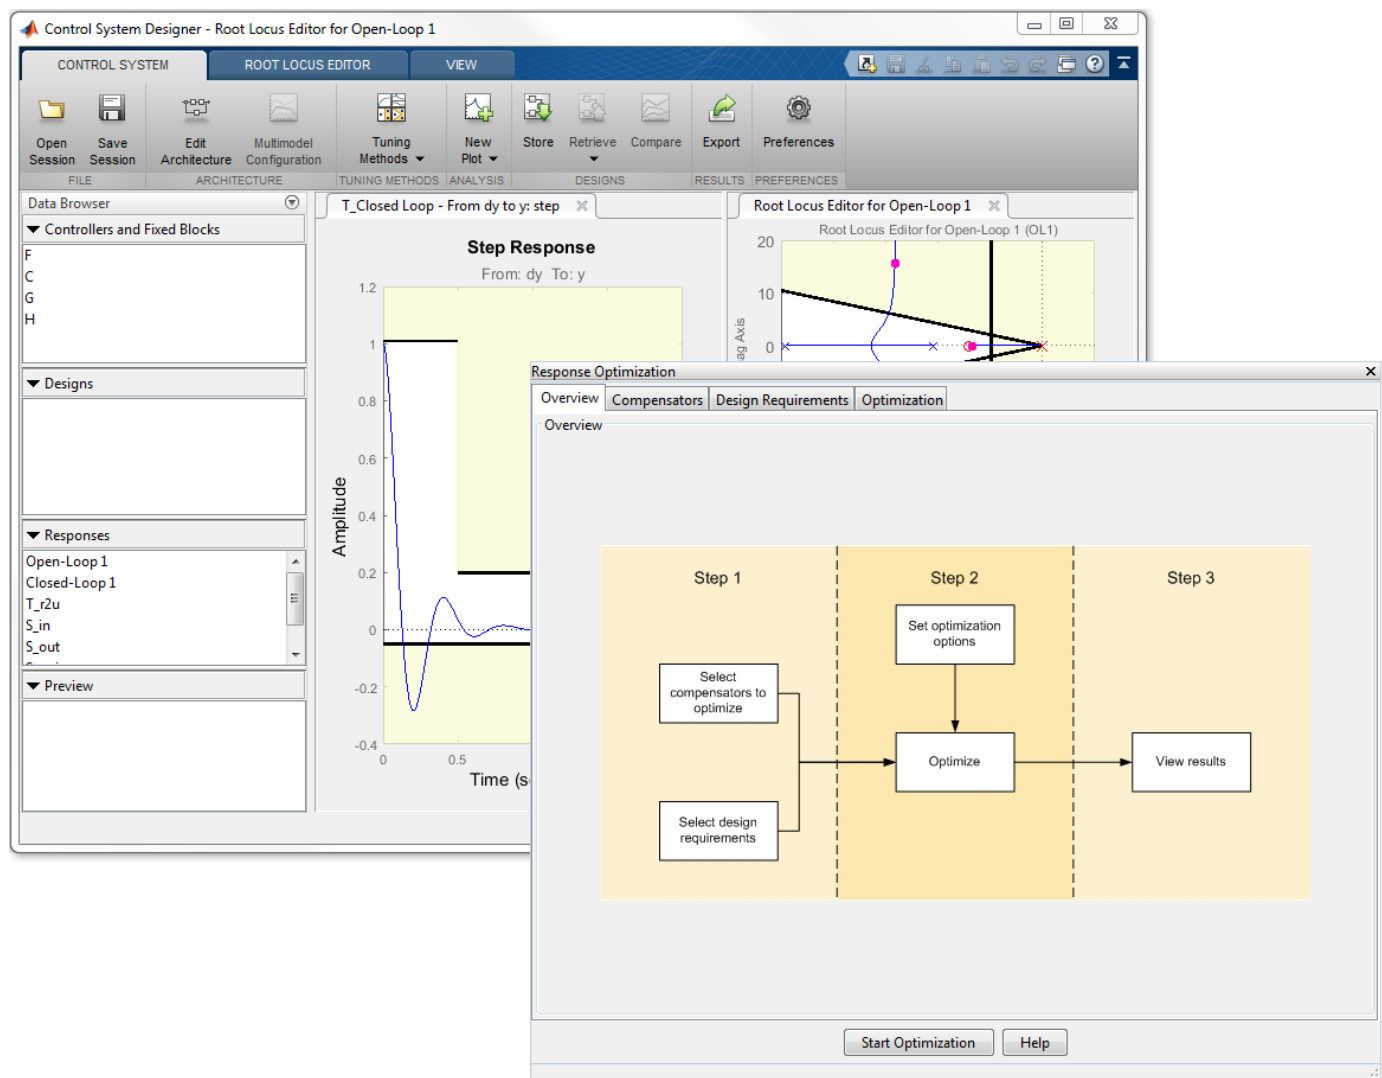 Control System Designer - Root Locus Editor for Open-Loop 1
CONTROL SYSTEM
ROOT LOCUS EDITOR
VIEW
Open
Session
Save
Session
Edit
Architecture
Multimodel
Configuration
Tuning
Methods
New
Plot
Store
Retrieve
Compare
Export
Preferences
FILE
ARCHITECTURE
TUNING METHODS
ANALYSIS
DESIGNS
RESULTS
PREFERENCES
Data Browser
Controllers and Fixed Blocks
F
C
G
H
Designs
Responses
Open-Loop 1
Closed-Loop 1
T_r2u
S_in
S_out
Preview
T_Closed Loop - From dy to y: step
Step Response
From: dy To: y
1.2
1
0.8
0.6
0.4
0.2
0
-0.2
-0.4
Amplitude
0
0.5
Time (s
Root Locus Editor for Open-Loop 1
Root Locus Editor for Open-Loop 1 (OL1)
20
10
0
ag Axis
Response Optimization
Overview
Compensators
Design Requirements
Optimization
Overview
Step 1
Step 2
Step 3
Set optimization
options
Select
compensators to
optimize
Optimize
View results
Select design
requirements
Start Optimization
Help